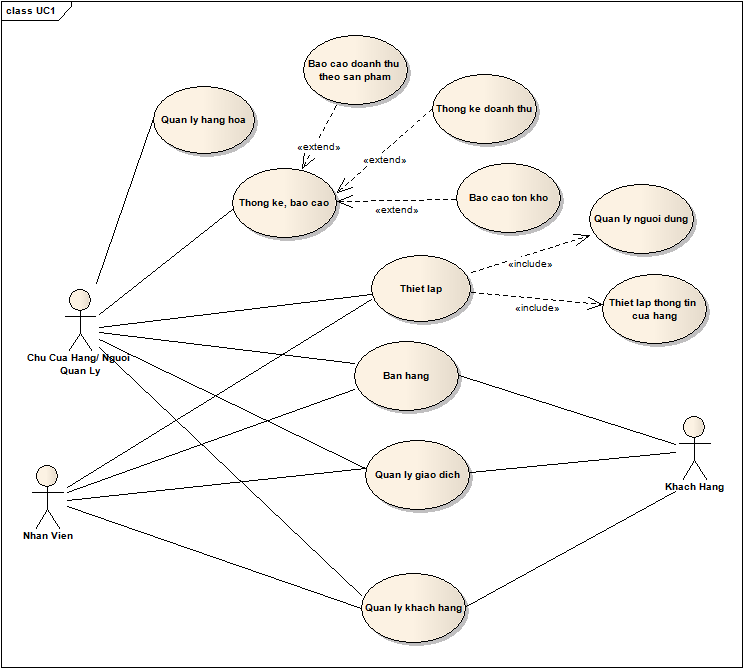 class UC1
Bao cao doanh thu
theo san pham
Thong ke doanh thu
Quan ly hang hoa
«extend»
«extend»
Thong ke, bao cao
Bao cao ton kho
«extend»
Quan ly nguoi dung
«include»
Thiet lap
Thiet lap thong tin
cua hang
«include»
Chu Cua Hang/ Nguoi
Quan Ly
Ban hang
Quan ly giao dich
Khach Hang
Nhan Vien
Quan ly khach hang